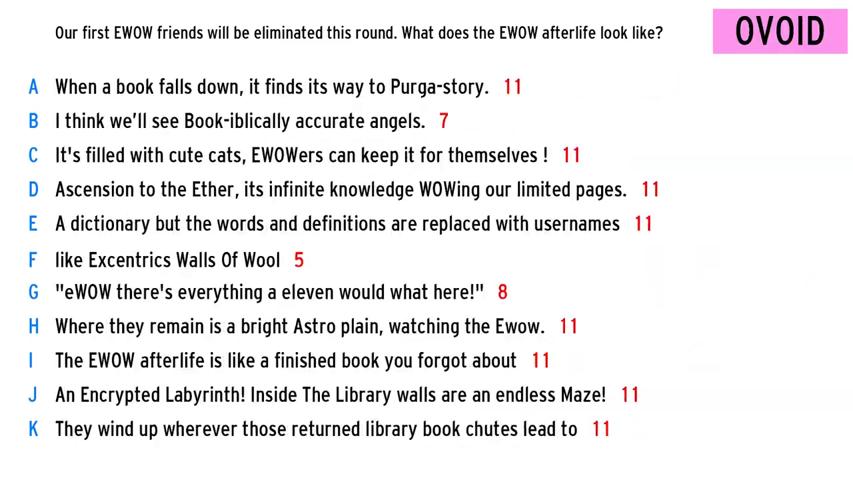 Our first EWOW friends will be eliminated this round. What does the EWOW afterlife look like?
OVOID
A When a book falls down, it finds its way to Purga-story. 11
B I think we'll see Book-iblically accurate angels. 7
C It's filled with cute cats, EWOWers can keep it for themselves ! 11
D Ascension to the Ether, its infinite knowledge WOWing our limited pages. 11
E A dictionary but the words and definitions are replaced with usernames 11
F like Excentrics Walls Of Wool 5
G "eWOW there's everything a eleven would what here!" 8
H Where they remain is a bright Astro plain, watching the Ewow. 11
I The EWOW afterlife is like a finished book you forgot about 11
J An Encrypted Labyrinth! Inside The Library walls are an endless Maze! 11
K They wind up wherever those returned library book chutes lead to 11